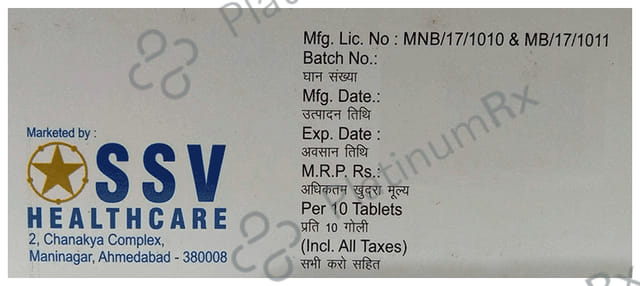 Marketed by :
SSV
HEALTHCARE
2, Chanakya Complex,
Maninagar, Ahmedabad - 380008
Mfg. Lic. No : MNB/17/1010 & MB/17/1011
Batch No.:
घान संख्या
Mfg. Date.:
उत्पादन तिथि
Exp. Date :
अवसान तिथि
M.R.P. Rs.:
अधिकतम खुदरा मूल्य
Per 10 Tablets
प्रति 10 गोली
(Incl. All Taxes)
सभी करो सहित
PlatinumRx